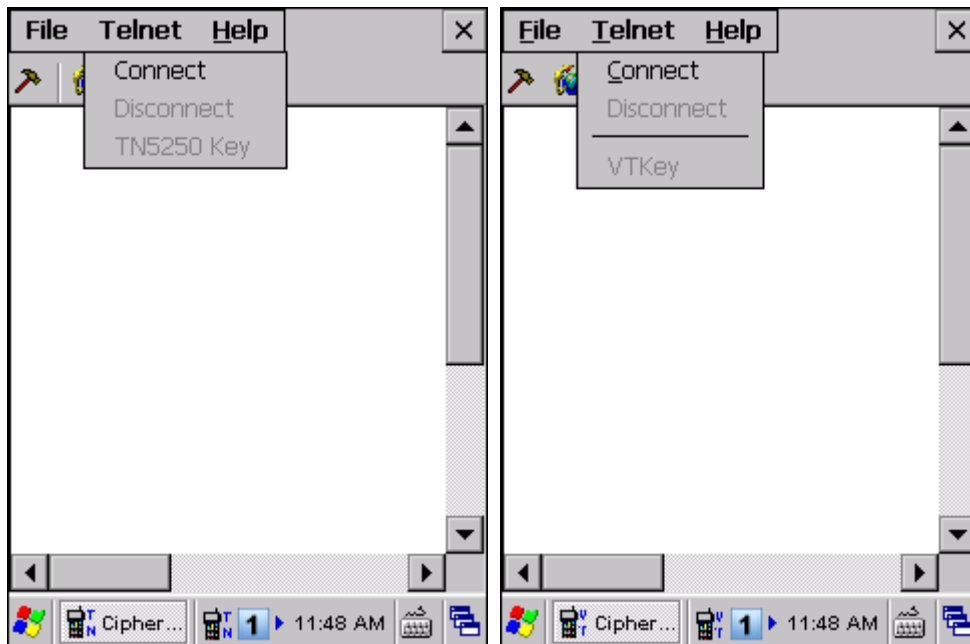 File Telnet Help
Connect
Disconnect
TN5250 Key
T
N Cipher...
T
N 1 11:48 AM
File Telnet Help
Connect
Disconnect
VTKey
V
T Cipher...
V
T 1 11:48 AM